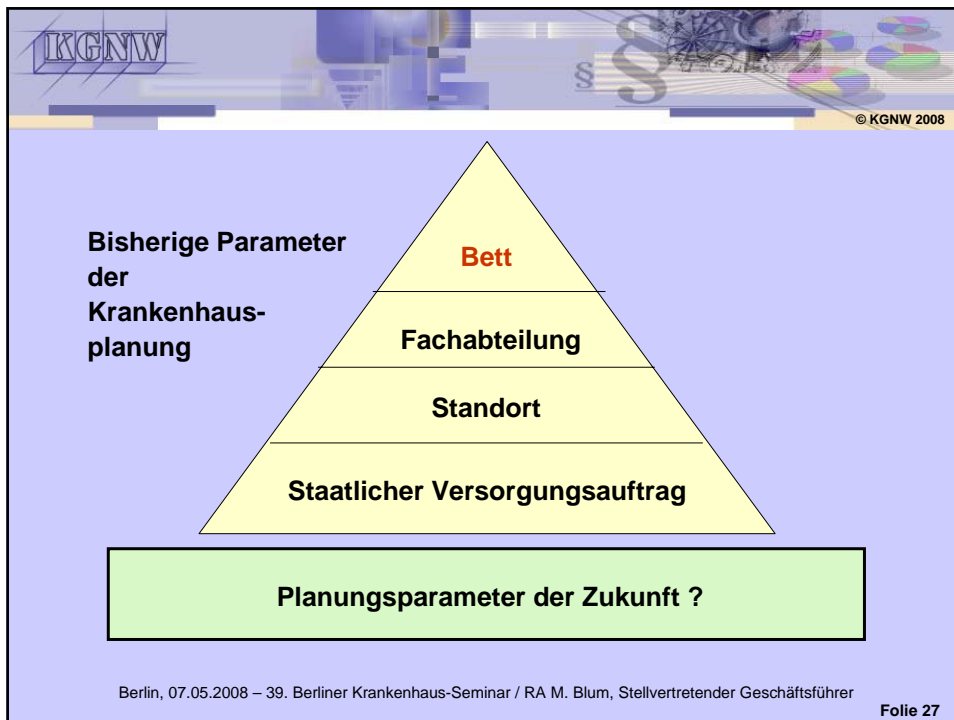 KGNW
§ §
© KGNW 2008
Bisherige Parameter
der
Krankenhaus-
planung
Bett
Fachabteilung
Standort
Staatlicher Versorgungsauftrag
Planungsparameter der Zukunft ?
Berlin, 07.05.2008 – 39. Berliner Krankenhaus-Seminar / RA M. Blum, Stellvertretender Geschäftsführer
Folie 27